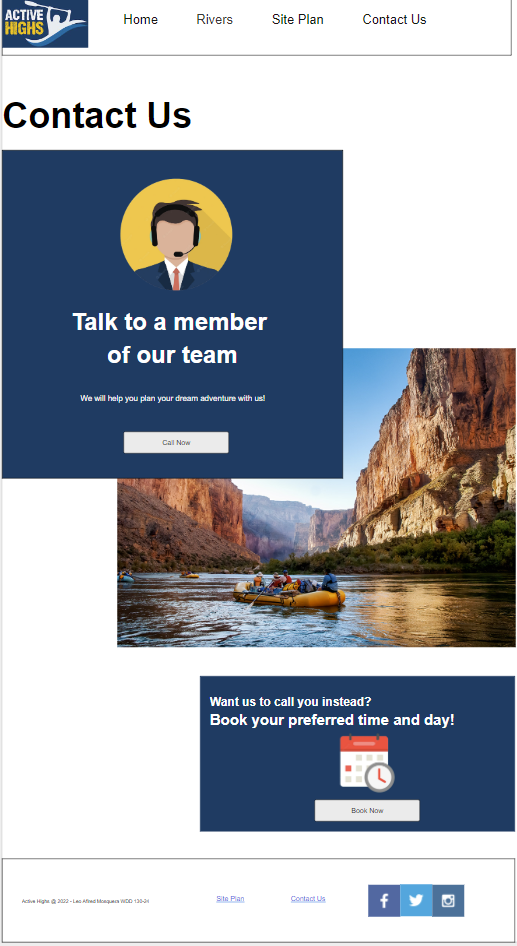 ACTIVE
HIGHS
Home Rivers Site Plan Contact Us
Contact Us
Talk to a member
of our team
We will help you plan your dream adventure with us!
Call Now
Want us to call you instead?
Book your preferred time and day!
Book Now
Active Highs @ 2022 - Leo Alfred Mosquera WDD 130-24
Site Plan
Contact Us